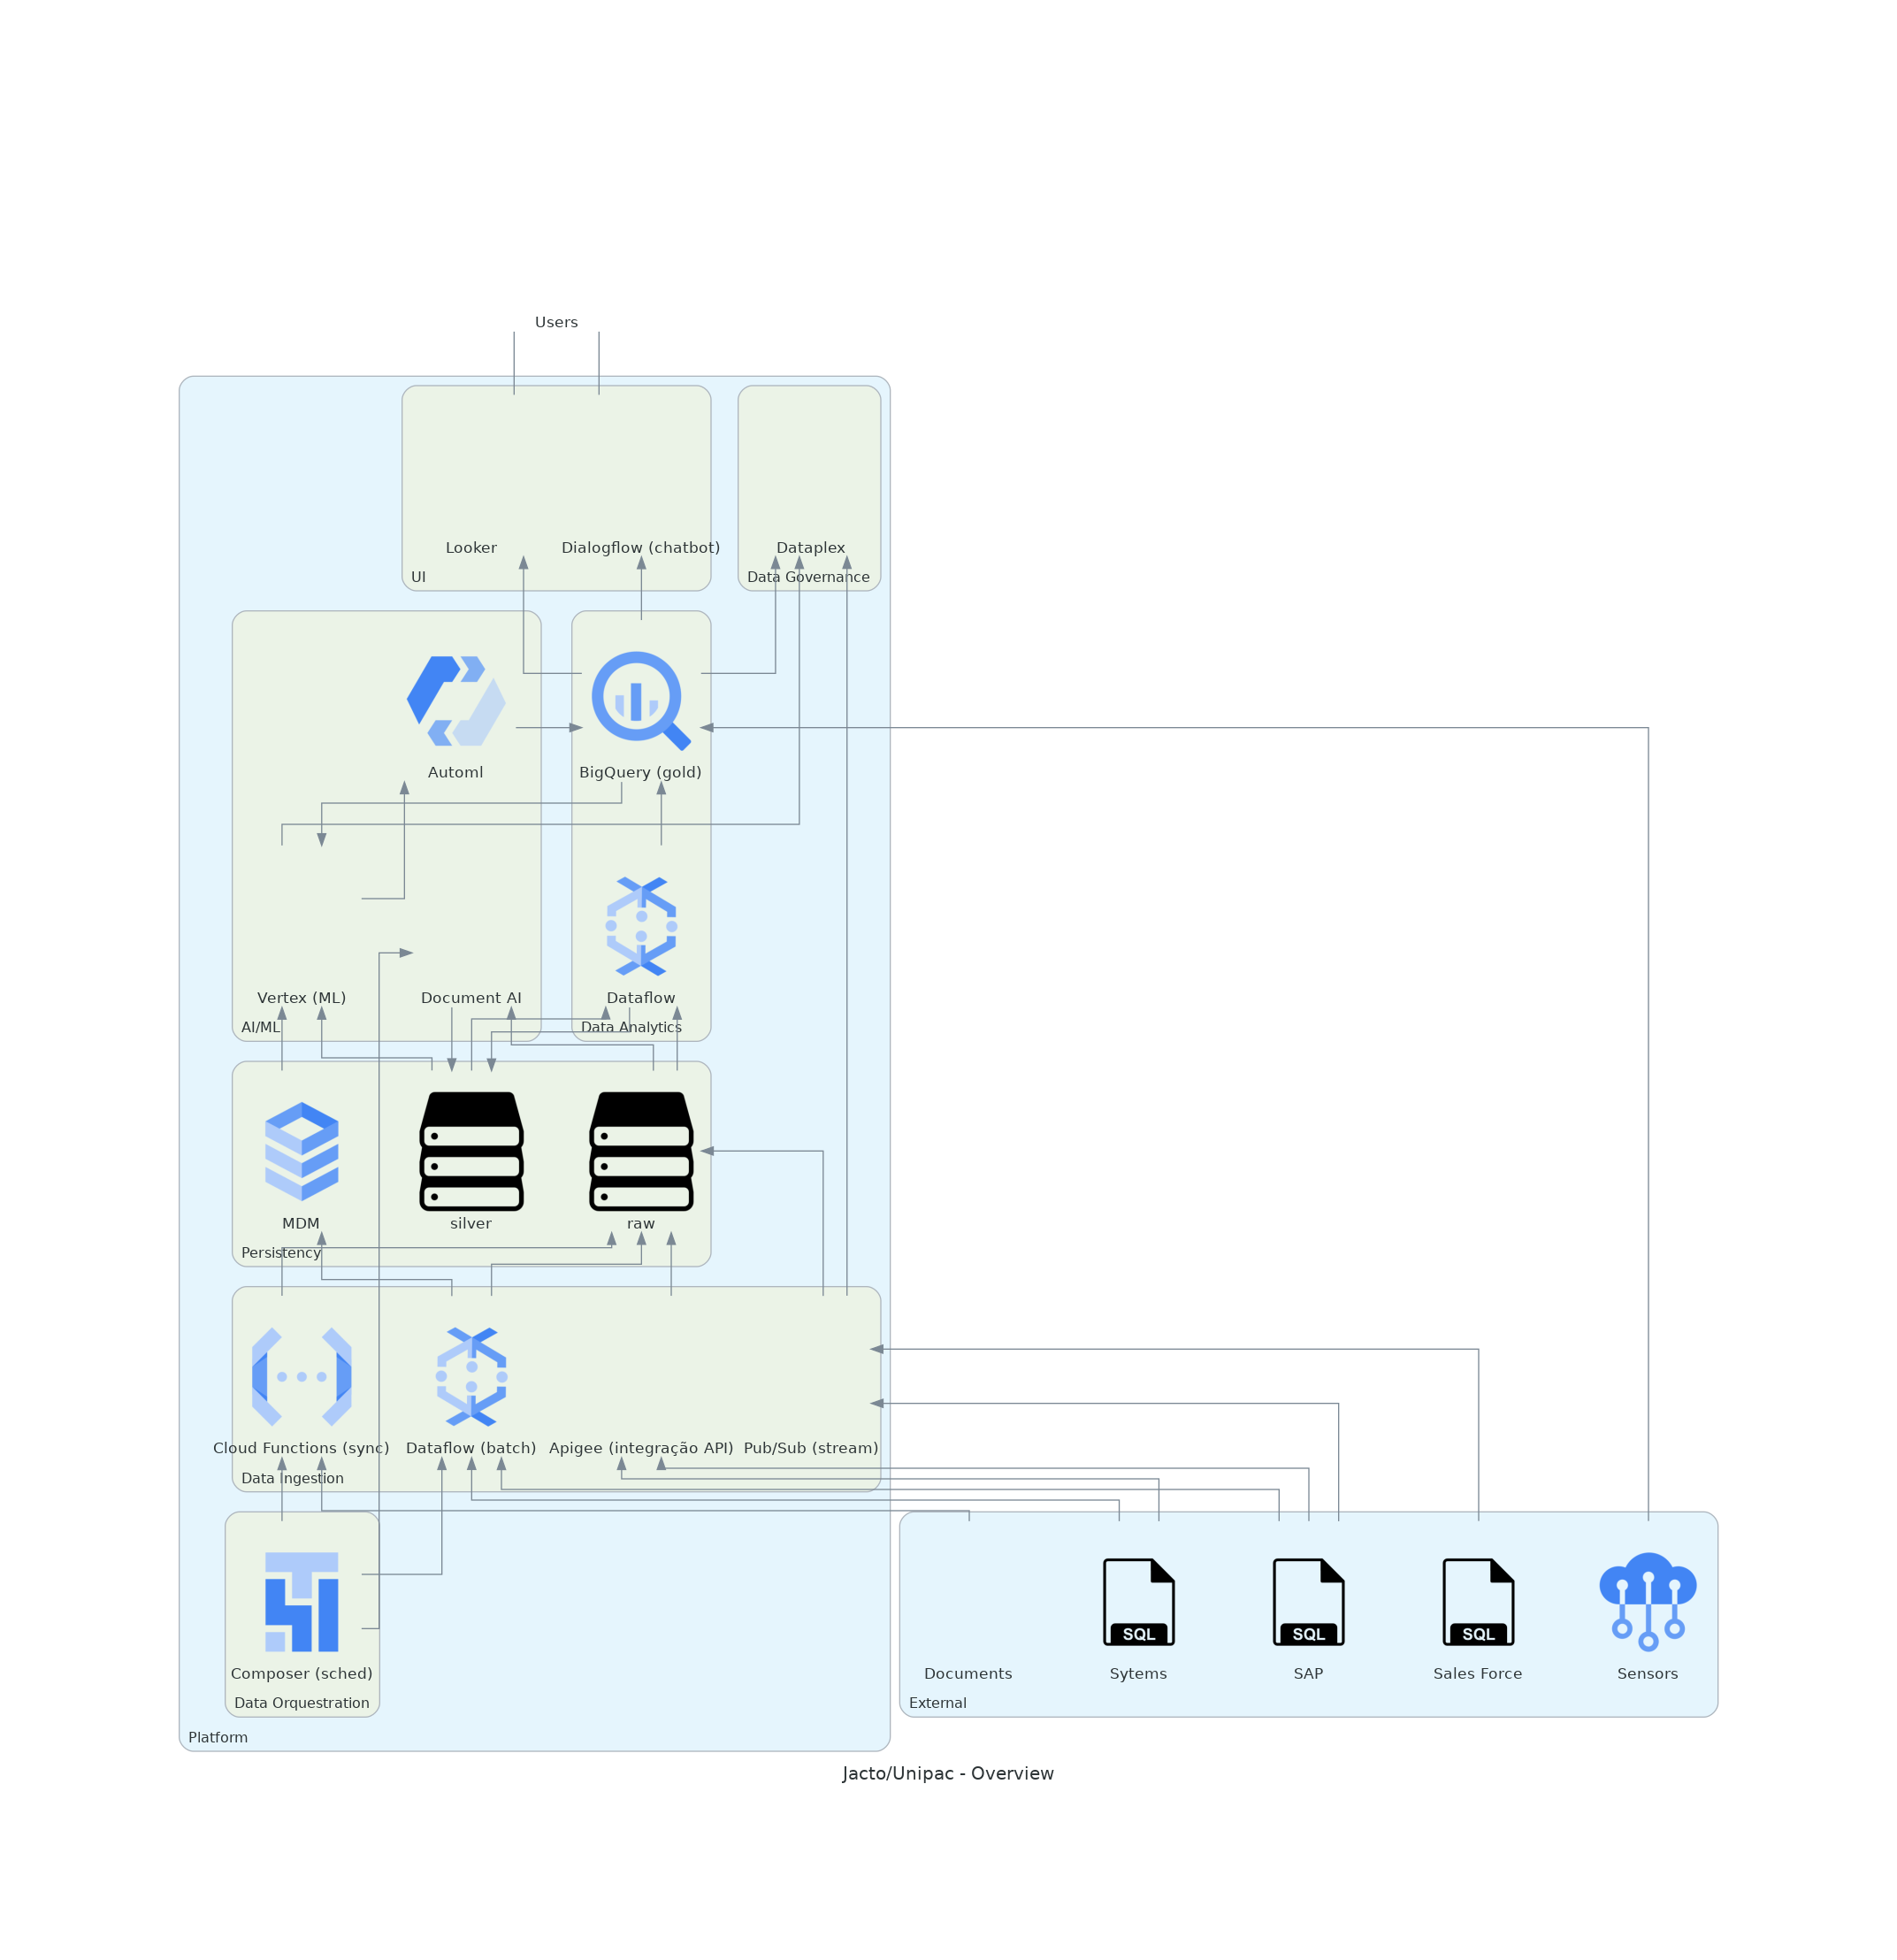 Users
Looker
Dialogflow (chatbot)
Dataplex
UI
Data Governance
Automl
BigQuery (gold)
Vertex (ML)
Document AI
Dataflow
AI/ML
Data Analytics
MDM
silver
raw
Persistency
Cloud Functions (sync)
Dataflow (batch)
Apigee (integração API)
Pub/Sub (stream)
Data Ingestion
SQL
SQL
SQL
Composer (sched)
Documents
Sytems
SAP
Sales Force
Sensors
Data Orquestration
External
Platform
Jacto/Unipac - Overview